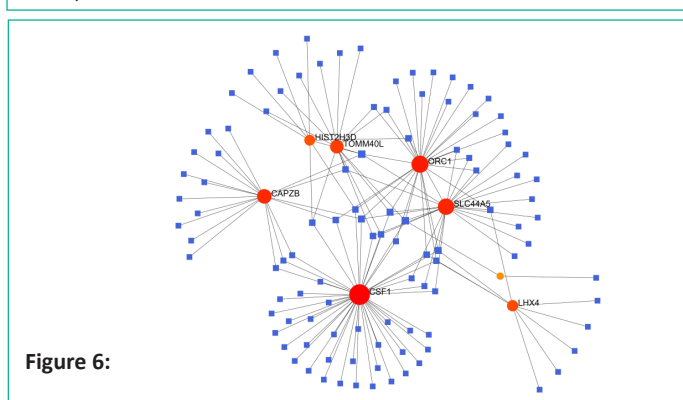 HIST2H3D
TOMM40L
ORC1
CAPZB
SLC44A5
CSF1
LHX4
Figure 6: